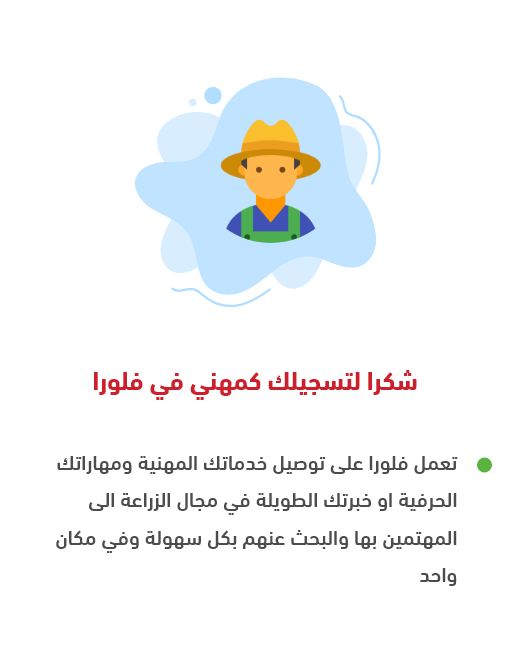 شكرا لتسجيلك كمهني في فلورا
تعمل فلورا على توصيل خدماتك المهنية ومهاراتك
الحرفية او خبرتك الطويلة في مجال الزراعة الى
المهتمين بها والبحث عنهم بكل سهولة وفي مكان
واحد